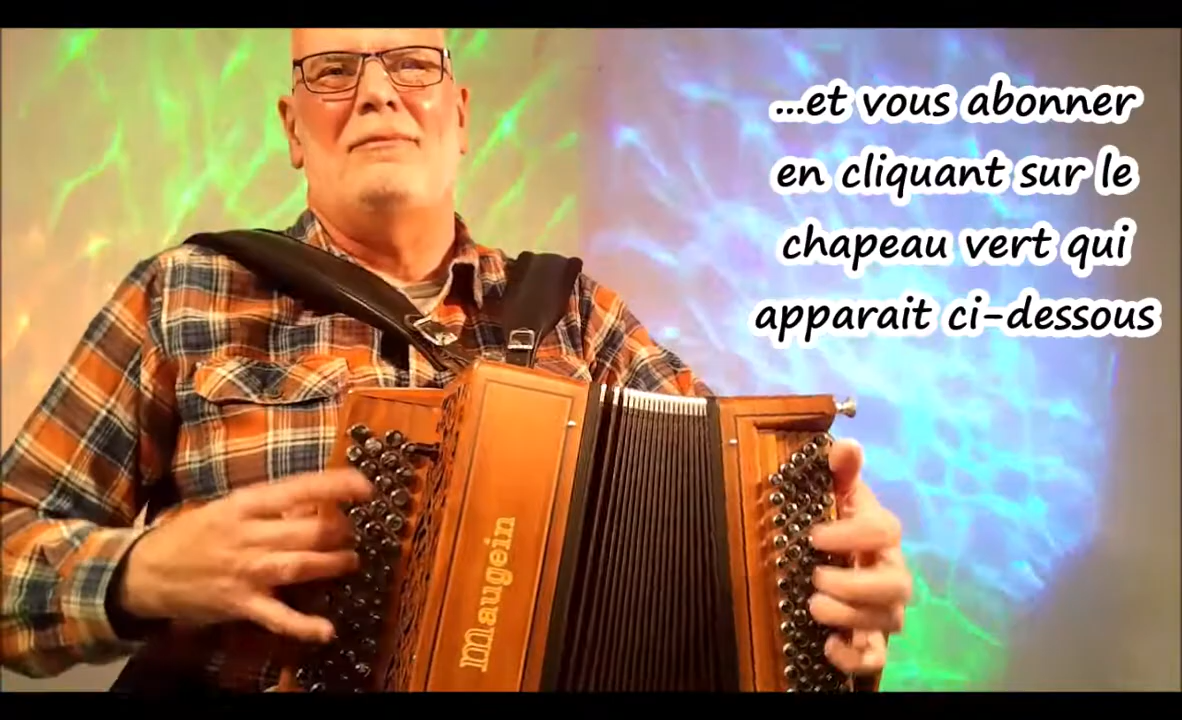 ...et vous abonner
en cliquant sur le
chapeau vert qui
apparait ci-dessous
Maugein